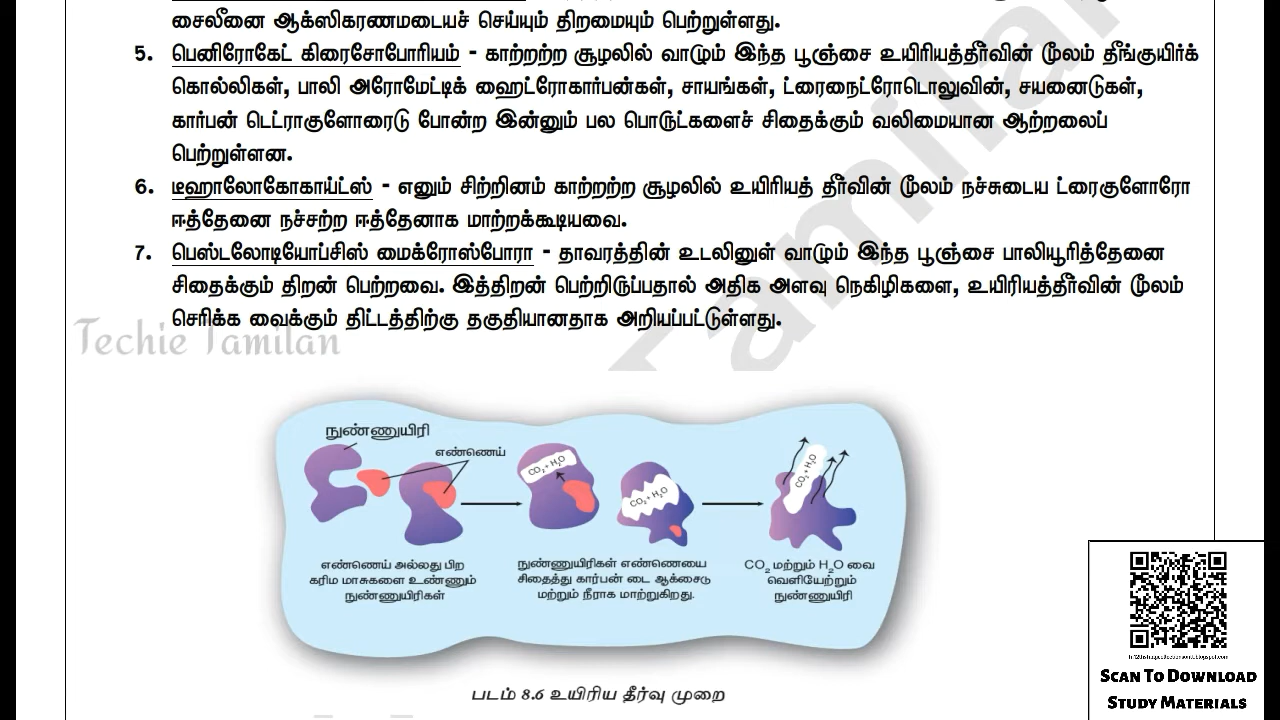 சைலீனை ஆக்ஸிகரணமடையச் செய்யும் திறமையும் பெற்றுள்ளது.
5. பெனிரோகேட் கிரைசோபோரியம் - காற்றற்ற சூழலில் வாழும் இந்த பூஞ்சை உயிரியத்தீர்வின் மூலம் தீங்குயிர்க்
கொல்லிகள், பாலி அரோமேட்டிக் ஹைட்ரோகார்பன்கள், சாயங்கள், ட்ரைநைட்ரோடொலுவின், சயனைடுகள்,
கார்பன் டெட்ராகுளோரைடு போன்ற இன்னும் பல பொருட்களைச் சிதைக்கும் வலிமையான ஆற்றலைப்
பெற்றுள்ளன.
6. டீஹாலோகோகாய்ட்ஸ் - எனும் சிற்றினம் காற்றற்ற சூழலில் உயிரியத் தீர்வின் மூலம் நச்சுடைய ட்ரைகுளோரோ
ஈத்தேனை நச்சற்ற ஈத்தேனாக மாற்றக்கூடியவை.
7. பெஸ்டலோடியோப்சிஸ் மைக்ரோஸ்போரா - தாவரத்தின் உடலினுள் வாழும் இந்த பூஞ்சை பாலியூரித்தேனை
சிதைக்கும் திறன் பெற்றவை. இத்திறன் பெற்றிருப்பதால் அதிக அளவு நெகிழிகளை, உயிரியத்தீர்வின் மூலம்
செரிக்க வைக்கும் திட்டத்திற்கு தகுதியானதாக அறியப்பட்டுள்ளது.
Techie Tamilan
நுண்ணுயிரி
எண்ணெய்
CO₂ + H₂O
CO₂ + H₂O
CO₂ + H₂O
எண்ணெய் அல்லது பிற
கரிம மாசுகளை உண்ணும்
நுண்ணுயிரிகள்
நுண்ணுயிரிகள் எண்ணெயை
சிதைத்து கார்பன் டை ஆக்சைடு
மற்றும் நீராக மாற்றுகிறது.
CO₂ மற்றும் H₂O வை
வெளியேற்றும்
நுண்ணுயிரி
படம் 8.6 உயிரிய தீர்வு முறை
Scan To Download
Study Materials